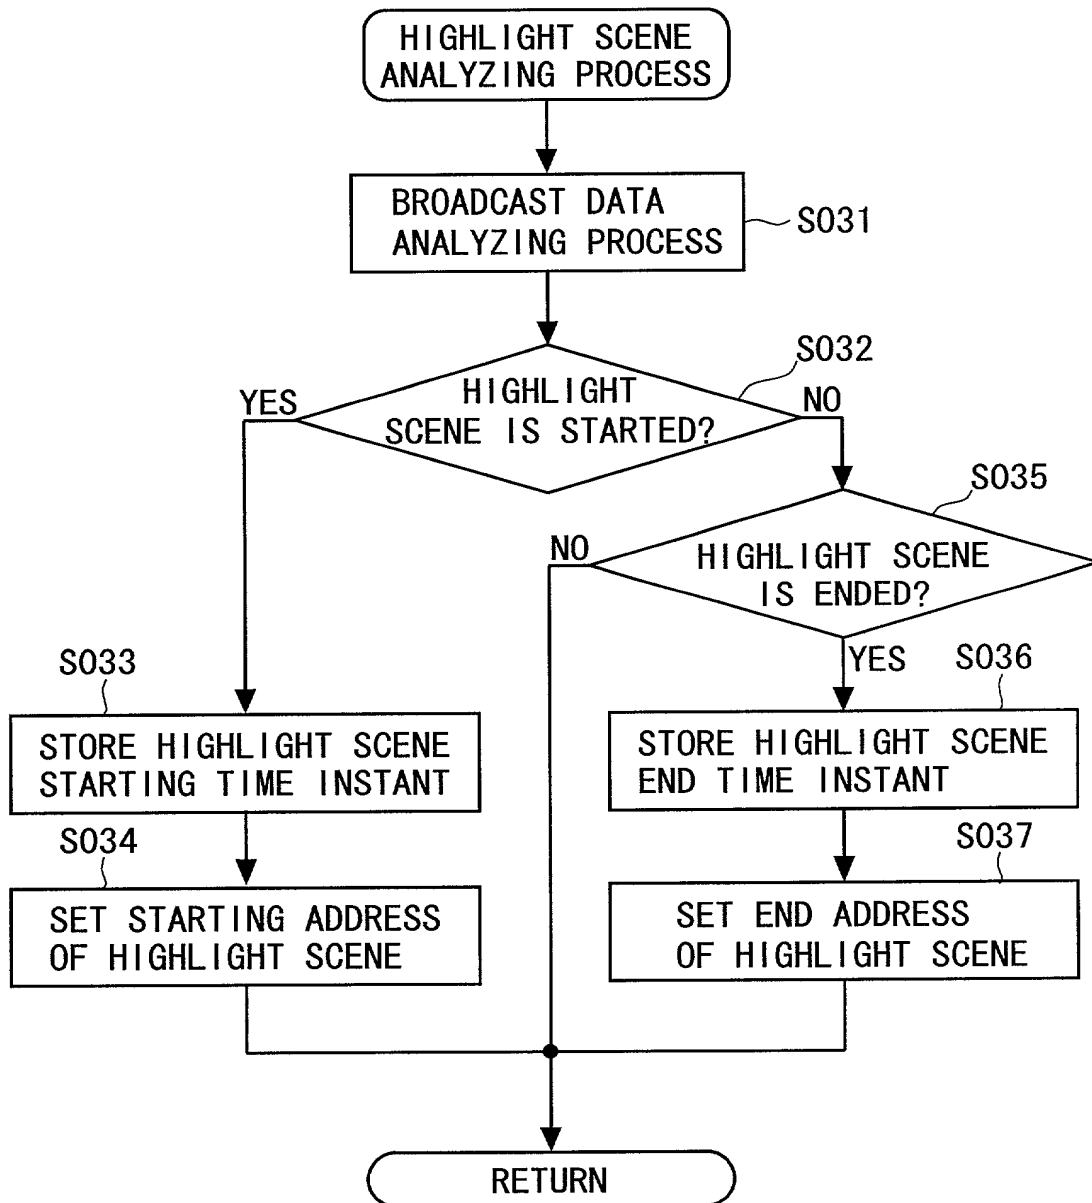 HIGHLIGHT SCENE
ANALYZING PROCESS
BROADCAST DATA
ANALYZING PROCESS
S031
S032
HIGHLIGHT
SCENE IS STARTED?
YES
NO
S035
HIGHLIGHT SCENE
IS ENDED?
NO
YES
S033
STORE HIGHLIGHT SCENE
STARTING TIME INSTANT
S036
STORE HIGHLIGHT SCENE
END TIME INSTANT
S034
SET STARTING ADDRESS
OF HIGHLIGHT SCENE
S037
SET END ADDRESS
OF HIGHLIGHT SCENE
RETURN